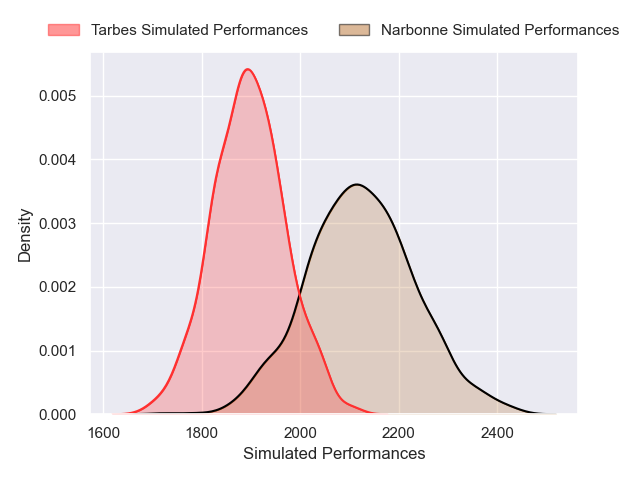 Tarbes Simulated Performances
Narbonne Simulated Performances
0.005
0.004
0.003
0.002
0.001
0.000
Density
1600
1800
2000
2200
2400
Simulated Performances